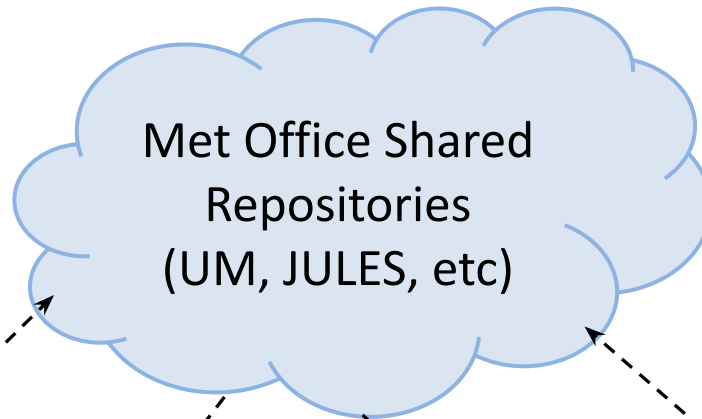 Met Office Shared
Repositories
(UM, JULES, etc)